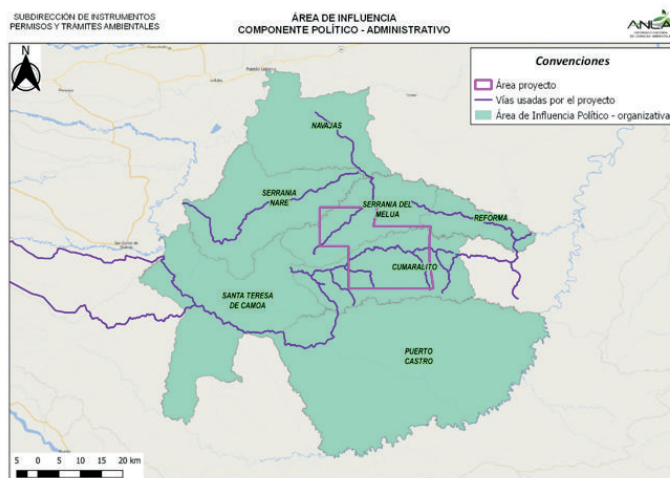 SUBDIRECCIÓN DE INSTRUMENTOS
PERMISOS Y TRAMITES AMBIENTALES
ÁREA DE INFLUENCIA
COMPONENTE POLÍTICO - ADMINISTRATIVO
N
Convenciones
Área proyecto
Vías usadas por el proyecto
Área de Influencia Político - organizativa
NAVAJAS
SERRANIA
NARE
SERRANIA DEL
MELUA
REFORMA
CUMARALITO
SANTA TERESA
DE CAMOA
PUERTO
CASTRO
5 0 5 10 15 20 km